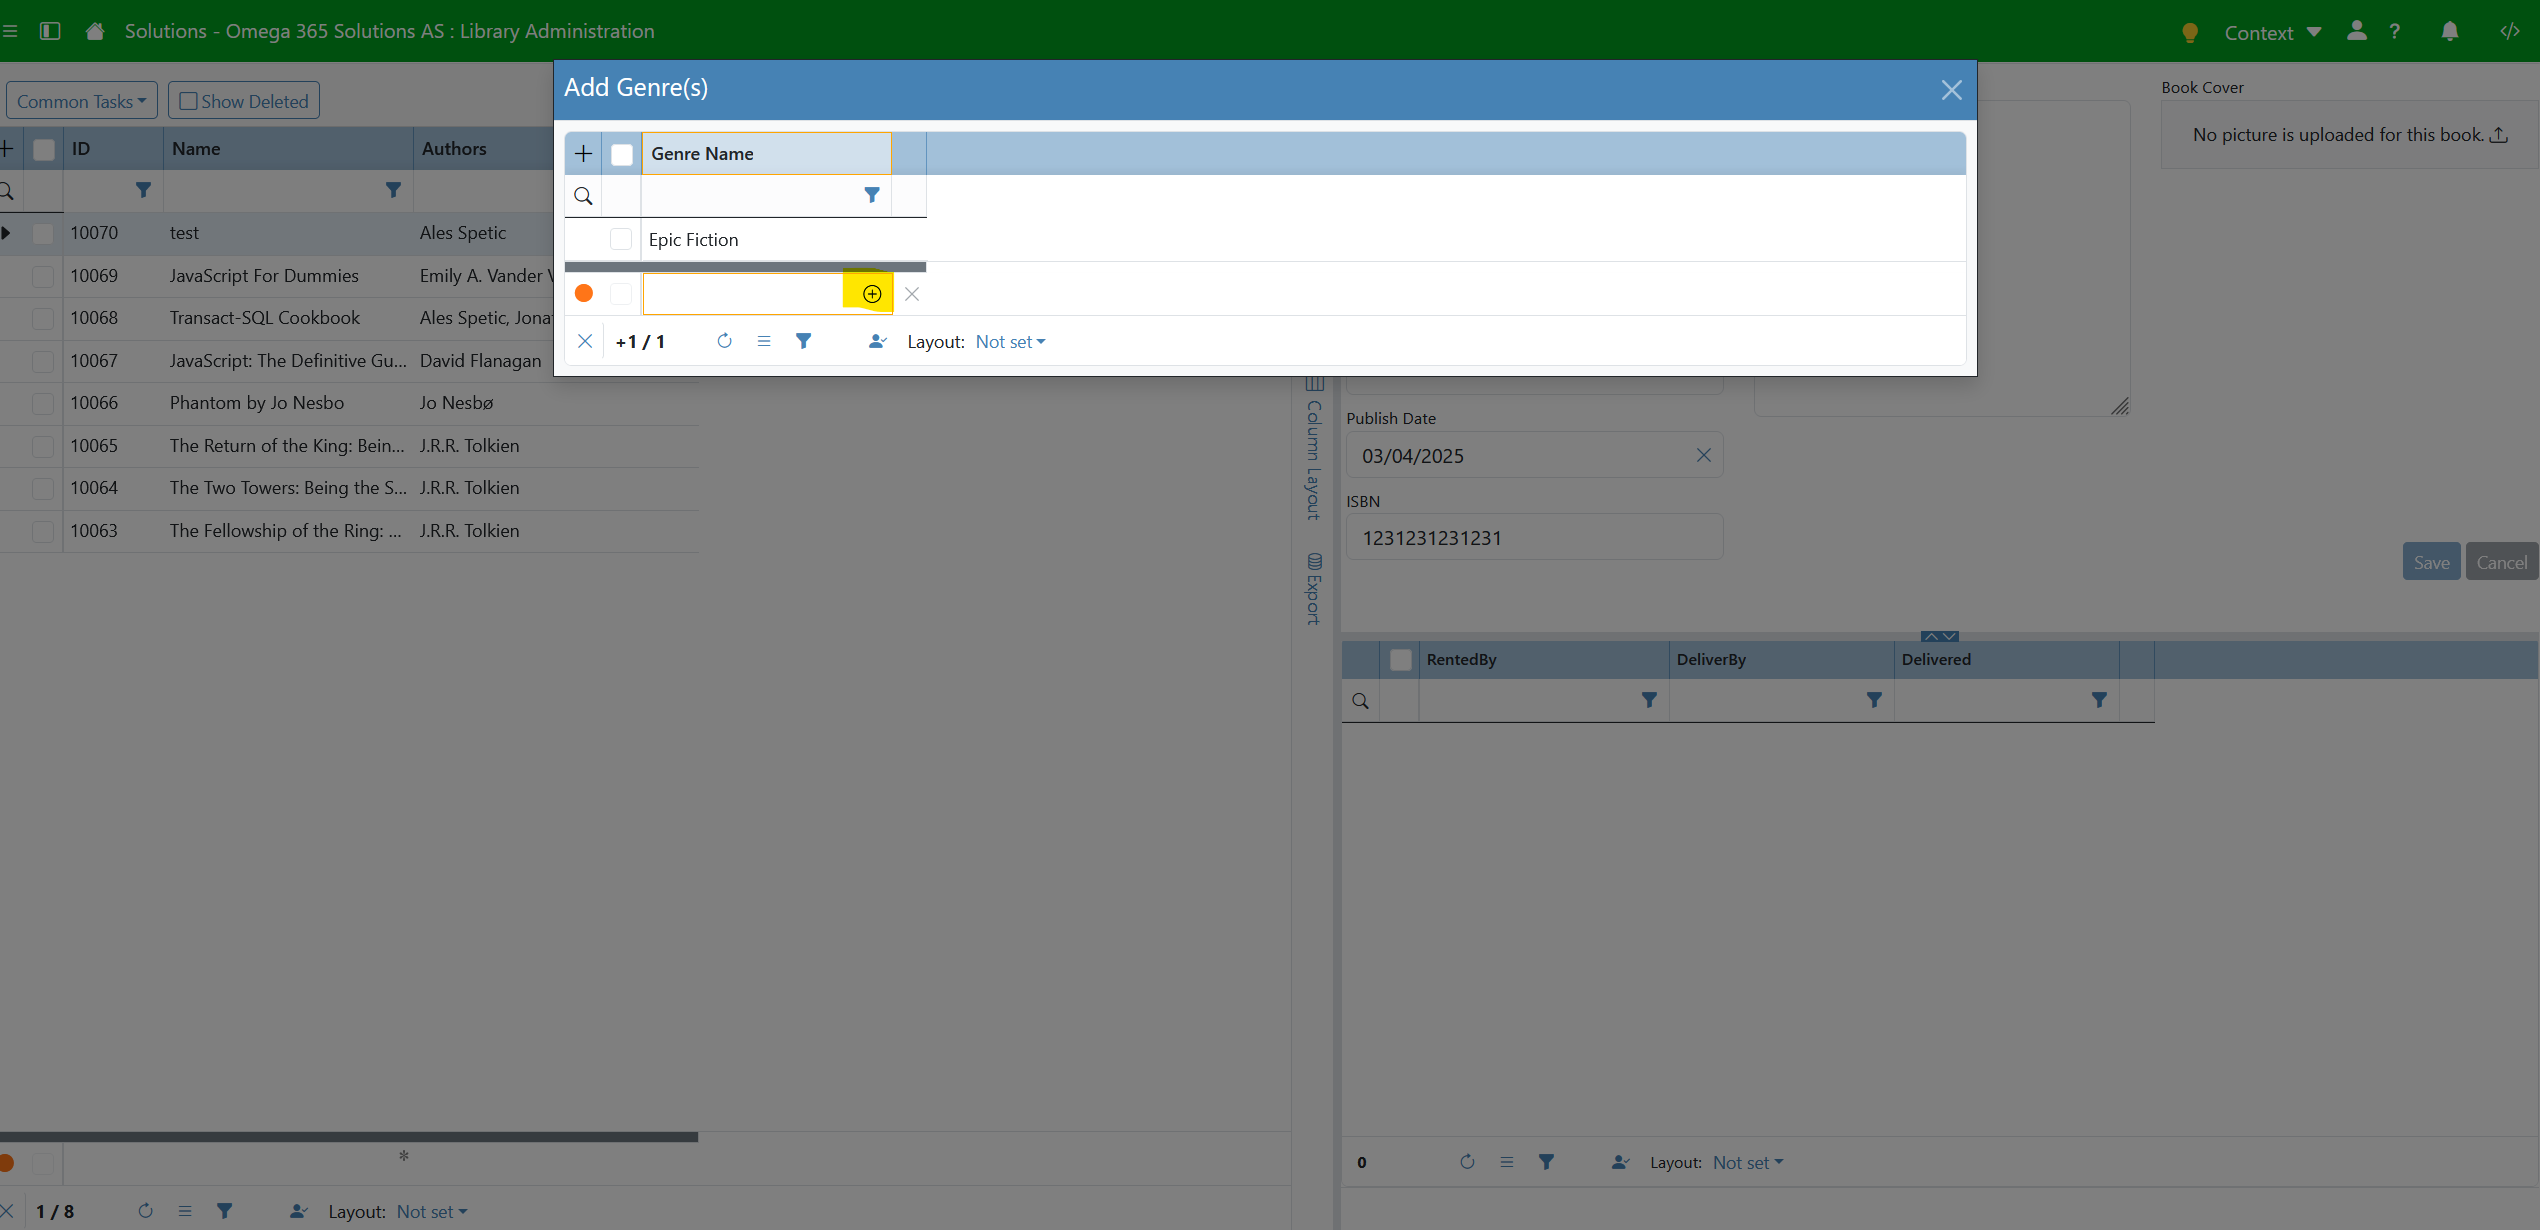 Solutions - Omega 365 Solutions AS : Library Administration
Context
?
Common Tasks
Show Deleted
ID Name Authors
10070 test Ales Spetic
10069 JavaScript For Dummies Emily A. Vander V
10068 Transact-SQL Cookbook Ales Spetic, Jona
10067 JavaScript: The Definitive Gu... David Flanagan
10066 Phantom by Jo Nesbo Jo Nesbø
10065 The Return of the King: Bein... J.R.R. Tolkien
10064 The Two Towers: Being the S... J.R.R. Tolkien
10063 The Fellowship of the Ring: ... J.R.R. Tolkien
*
1 / 8
Layout: Not set
Add Genre(s)
Genre Name
Epic Fiction
+1 / 1
Layout: Not set
Column Layout
Export
Book Cover
No picture is uploaded for this book.
Publish Date
03/04/2025
ISBN
1231231231231
Save
Cancel
RentedBy DeliverBy Delivered
0
Layout: Not set